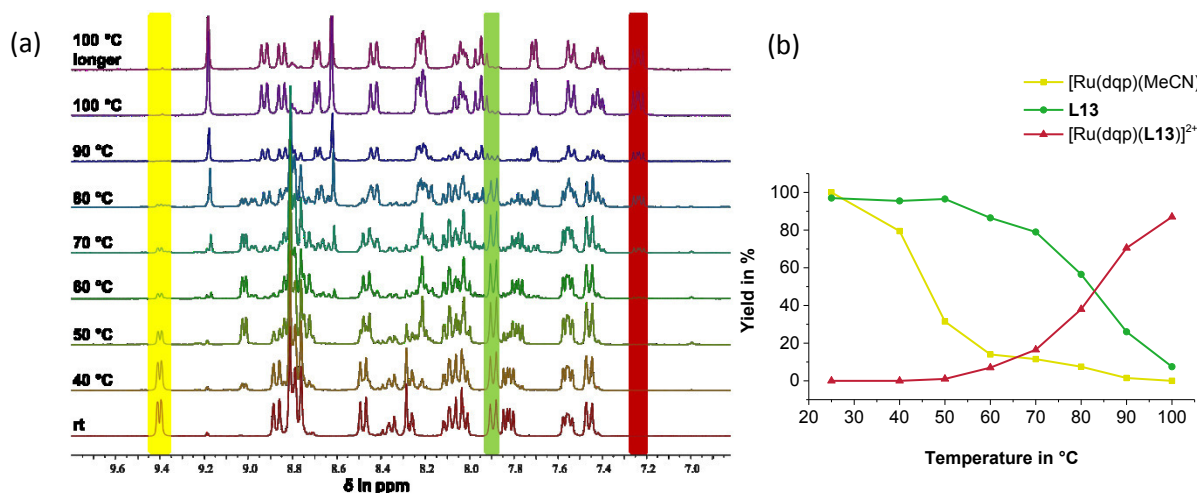 (a)
100 °C
longer
100 °C
90 °C
80 °C
70 °C
60 °C
50 °C
40 °C
rt
9.6 9.4 9.2 9.0 8.8 8.6 8.4 8.2 8.0 7.8 7.6 7.4 7.2 7.0
δ in ppm
(b)
[Ru(dqp)(MeCN)
L13
[Ru(dqp)(L13)]²⁺
Yield in %
100
80
60
40
20
0
20 30 40 50 60 70 80 90 100
Temperature in °C